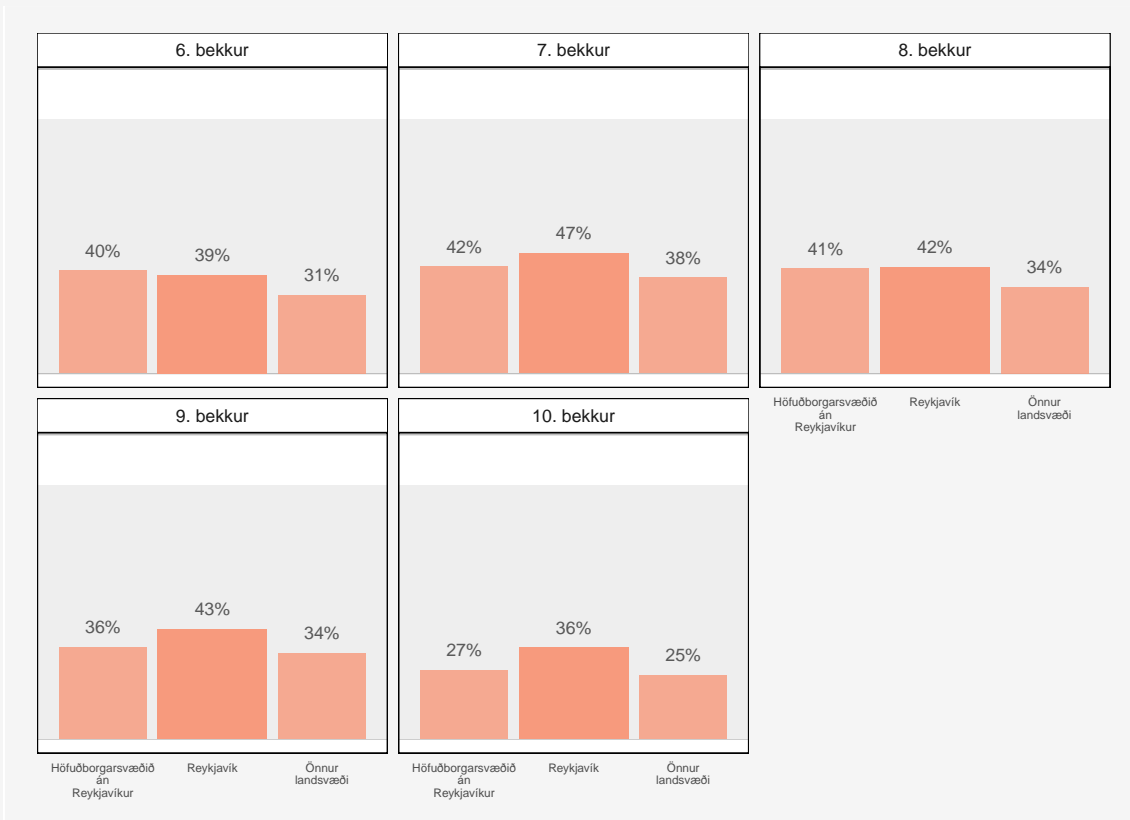 6. bekkur
40%
39%
31%
7. bekkur
42%
47%
38%
8. bekkur
41%
42%
34%
Höfuðborgarsvæðið
án
Reykjavíkur
Reykjavík
Önnur
landsvæði
9. bekkur
36%
43%
34%
Höfuðborgarsvæðið
án
Reykjavíkur
Reykjavík
Önnur
landsvæði
10. bekkur
27%
36%
25%
Höfuðborgarsvæðið
án
Reykjavíkur
Reykjavík
Önnur
landsvæði